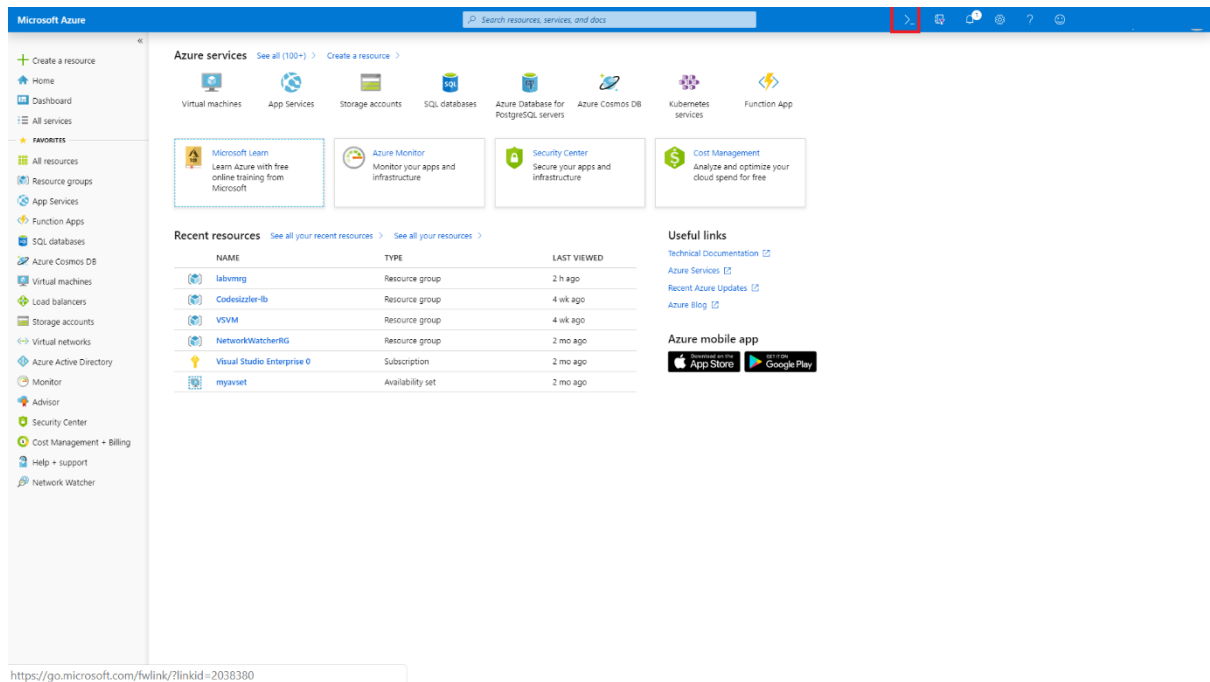 Microsoft Azure
Search resources, services, and docs
1
«
Create a resource
Home
Dashboard
All services
FAVORITES
All resources
Resource groups
App Services
Function Apps
SQL databases
Azure Cosmos DB
Virtual machines
Load balancers
Storage accounts
Virtual networks
Azure Active Directory
Monitor
Advisor
Security Center
Cost Management + Billing
Help + support
Network Watcher
Azure services See all (100+) > Create a resource >
Virtual machines
App Services
Storage accounts
SQL databases
Azure Database for
PostgreSQL servers
Azure Cosmos DB
Kubernetes
services
Function App
Microsoft Learn
Learn Azure with free
online training from
Microsoft
Azure Monitor
Monitor your apps and
infrastructure
Security Center
Secure your apps and
infrastructure
Cost Management
Analyze and optimize your
cloud spend for free
Recent resources See all your recent resources > See all your resources >
NAME TYPE LAST VIEWED
labvmrg Resource group 2 h ago
Codesizzler-lb Resource group 4 wk ago
VSVM Resource group 4 wk ago
NetworkWatcherRG Resource group 2 mo ago
Visual Studio Enterprise 0 Subscription 2 mo ago
myavset Availability set 2 mo ago
Useful links
Technical Documentation
Azure Services
Recent Azure Updates
Azure Blog
Azure mobile app
Download on the
App Store
GET IT ON
Google Play
https://go.microsoft.com/fwlink/?linkid=2038380